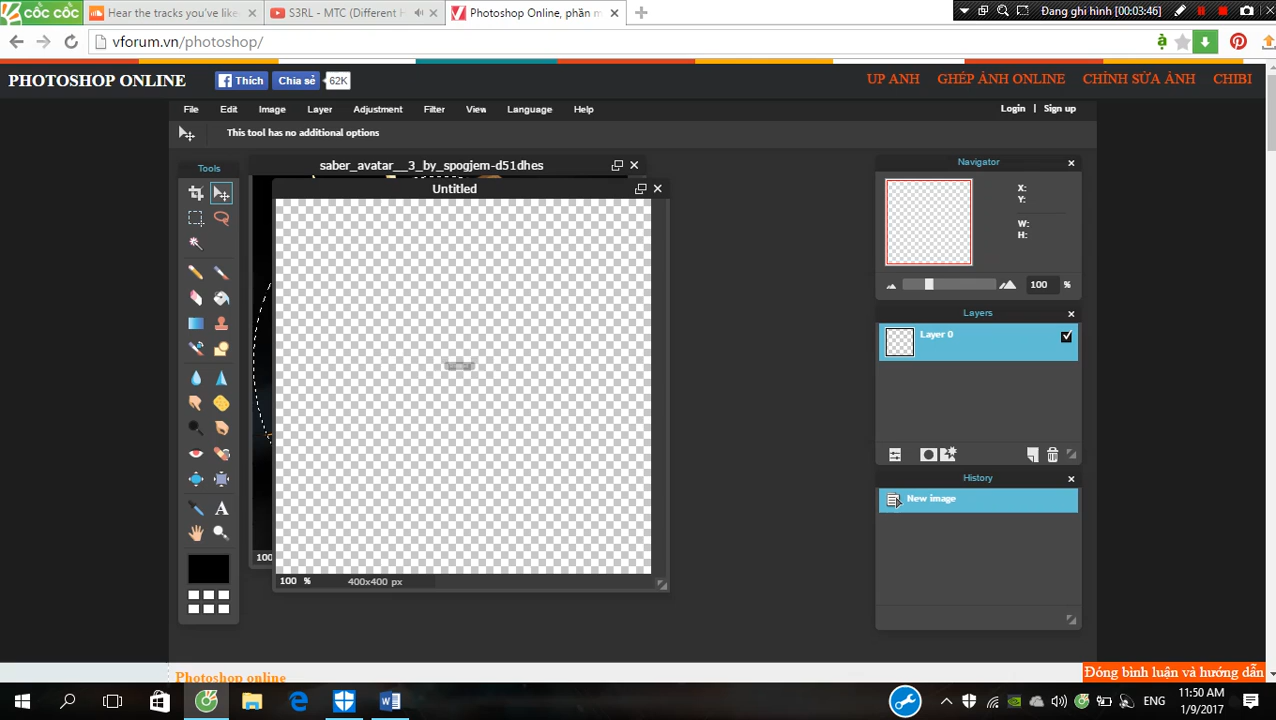 cốc cốc
Hear the tracks you've like
S3RL - MTC (Different H
Photoshop Online, phần m
Đang ghi hình [00:03:46]
vforum.vn/photoshop/
PHOTOSHOP ONLINE
Thích
Chia sẻ
62K
UP ANH
GHÉP ẢNH ONLINE
CHỈNH SỬA ẢNH
CHIBI
File
Edit
Image
Layer
Adjustment
Filter
View
Language
Help
Login | Sign up
This tool has no additional options
Tools
saber_avatar__3_by_spogjem-d51dhes
Untitled
Navigator
X:
Y:
W:
H:
100 %
Layers
Layer 0
History
New image
100
100 %
400x400 px
Photoshop online
Đóng bình luận và hướng dẫn
ENG
11:50 AM
1/9/2017